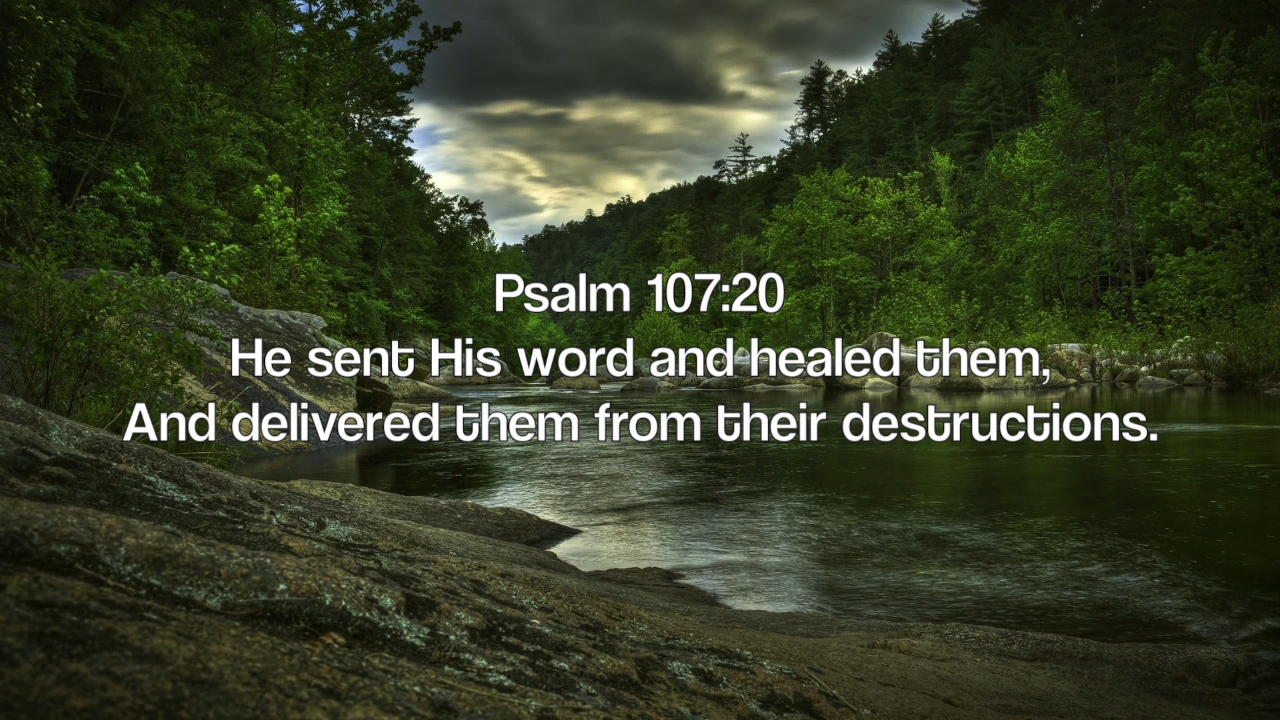 Psalm 107:20
He sent His word and healed them,
And delivered them from their destructions.